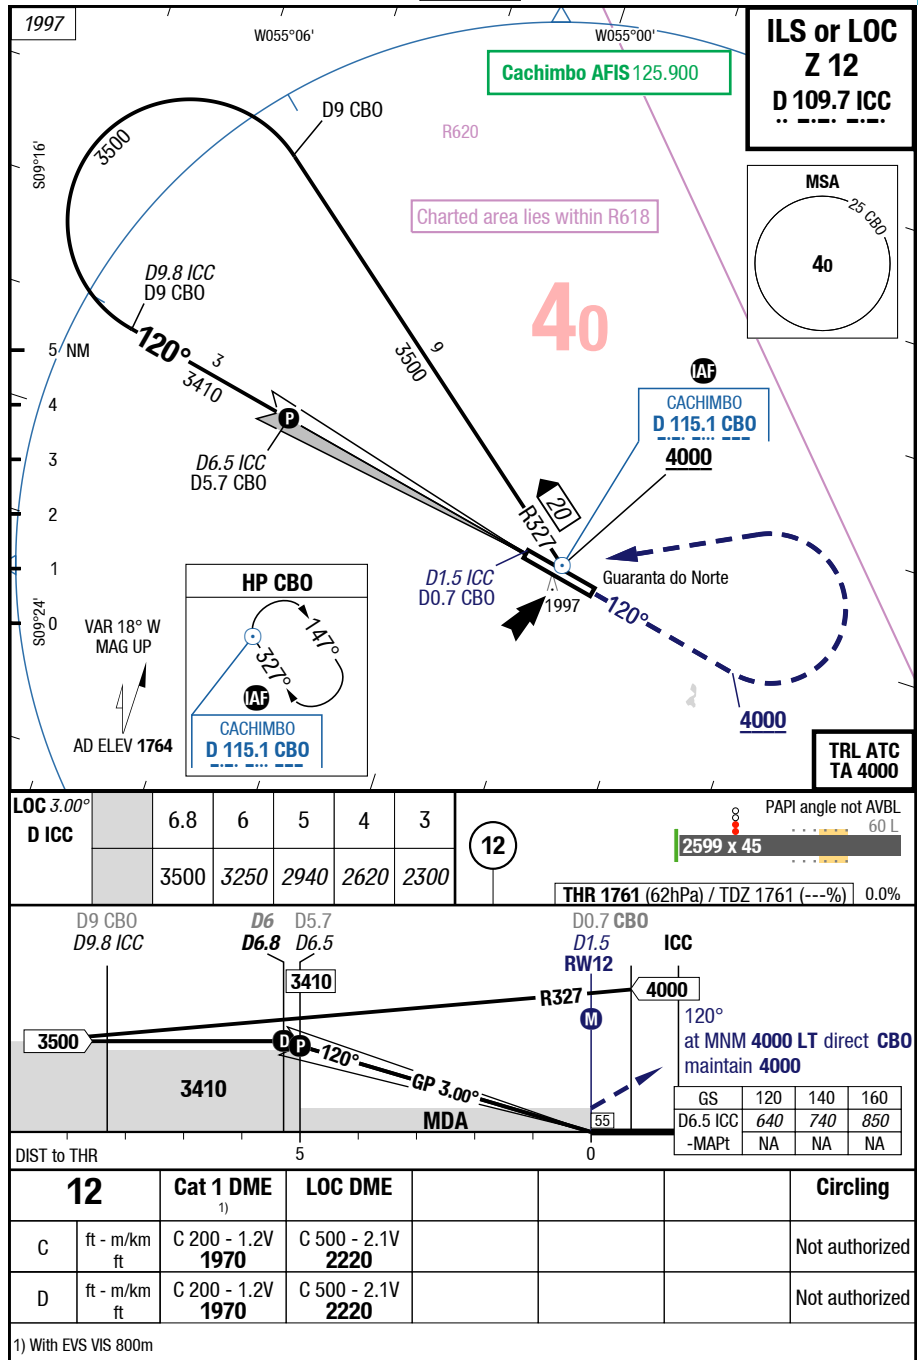 1997
W055°06'
W055°00'
ILS or LOC
Z 12
D 109.7 ICC
Cachimbo AFIS 125.900
D9 CBO
3500
R620
S09°16'
MSA
25 CBO
40
Charted area lies within R618
D9.8 ICC
D9 CBO
40
120°
3
3410
9
3500
5 NM
4
3
2
1
0
IAF
CACHIMBO
D 115.1 CBO
4000
P
D6.5 ICC
D5.7 CBO
20
R327
D1.5 ICC
D0.7 CBO
Guaranta do Norte
1997
120°
4000
S09°24'
VAR 18° W
MAG UP
AD ELEV 1764
HP CBO
147°
327°
IAF
CACHIMBO
D 115.1 CBO
TRL ATC
TA 4000
LOC 3.00°
D ICC
6.8 6 5 4 3
3500 3250 2940 2620 2300
12
PAPI angle not AVBL
60 L
2599 x 45
THR 1761 (62hPa) / TDZ 1761 (---%) 0.0%
D9 CBO D6 D5.7 D0.7 CBO
D9.8 ICC D6.8 D6.5 D1.5 ICC
RW12
3410
R327
4000
3500
D
P
M
120°
GP 3.00°
120°
at MNM 4000 LT direct CBO
maintain 4000
3410
MDA
55
GS 120 140 160
D6.5 ICC 640 740 850
-MAPt NA NA NA
DIST to THR 5 0
12 Cat 1 DME LOC DME Circling
1)
C ft - m/km C 200 - 1.2V C 500 - 2.1V Not authorized
ft 1970 2220
D ft - m/km C 200 - 1.2V C 500 - 2.1V Not authorized
ft 1970 2220
1) With EVS VIS 800m